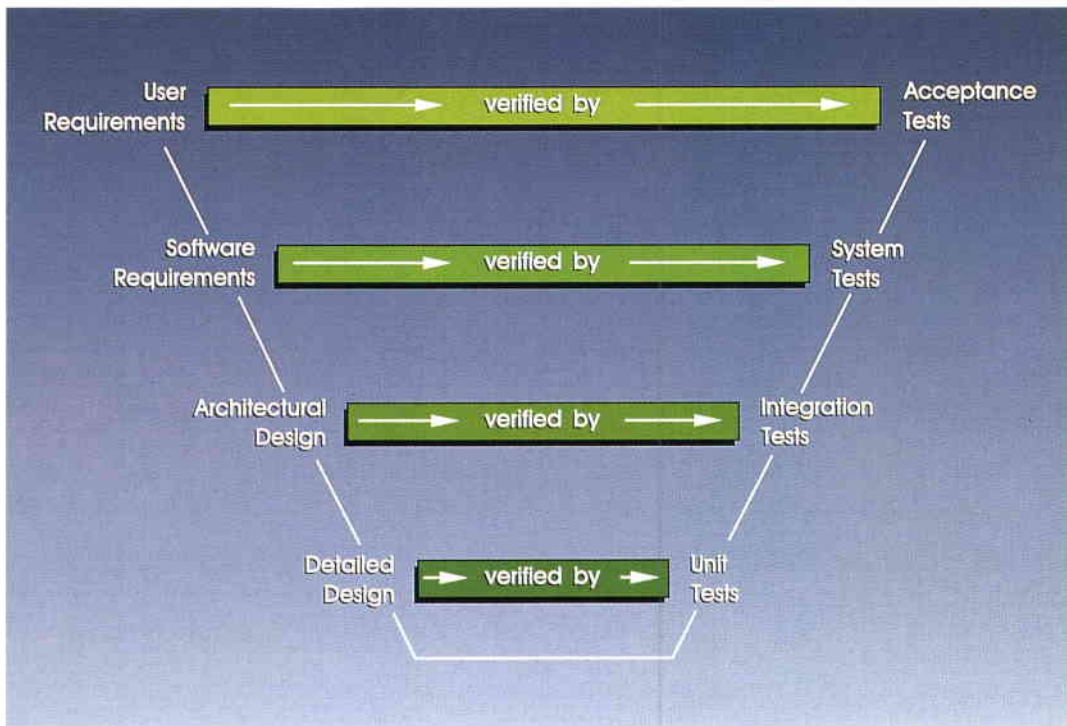 User
Requirements
verified by
Acceptance
Tests
Software
Requirements
verified by
System
Tests
Architectural
Design
verified by
Integration
Tests
Detailed
Design
verified by
Unit
Tests